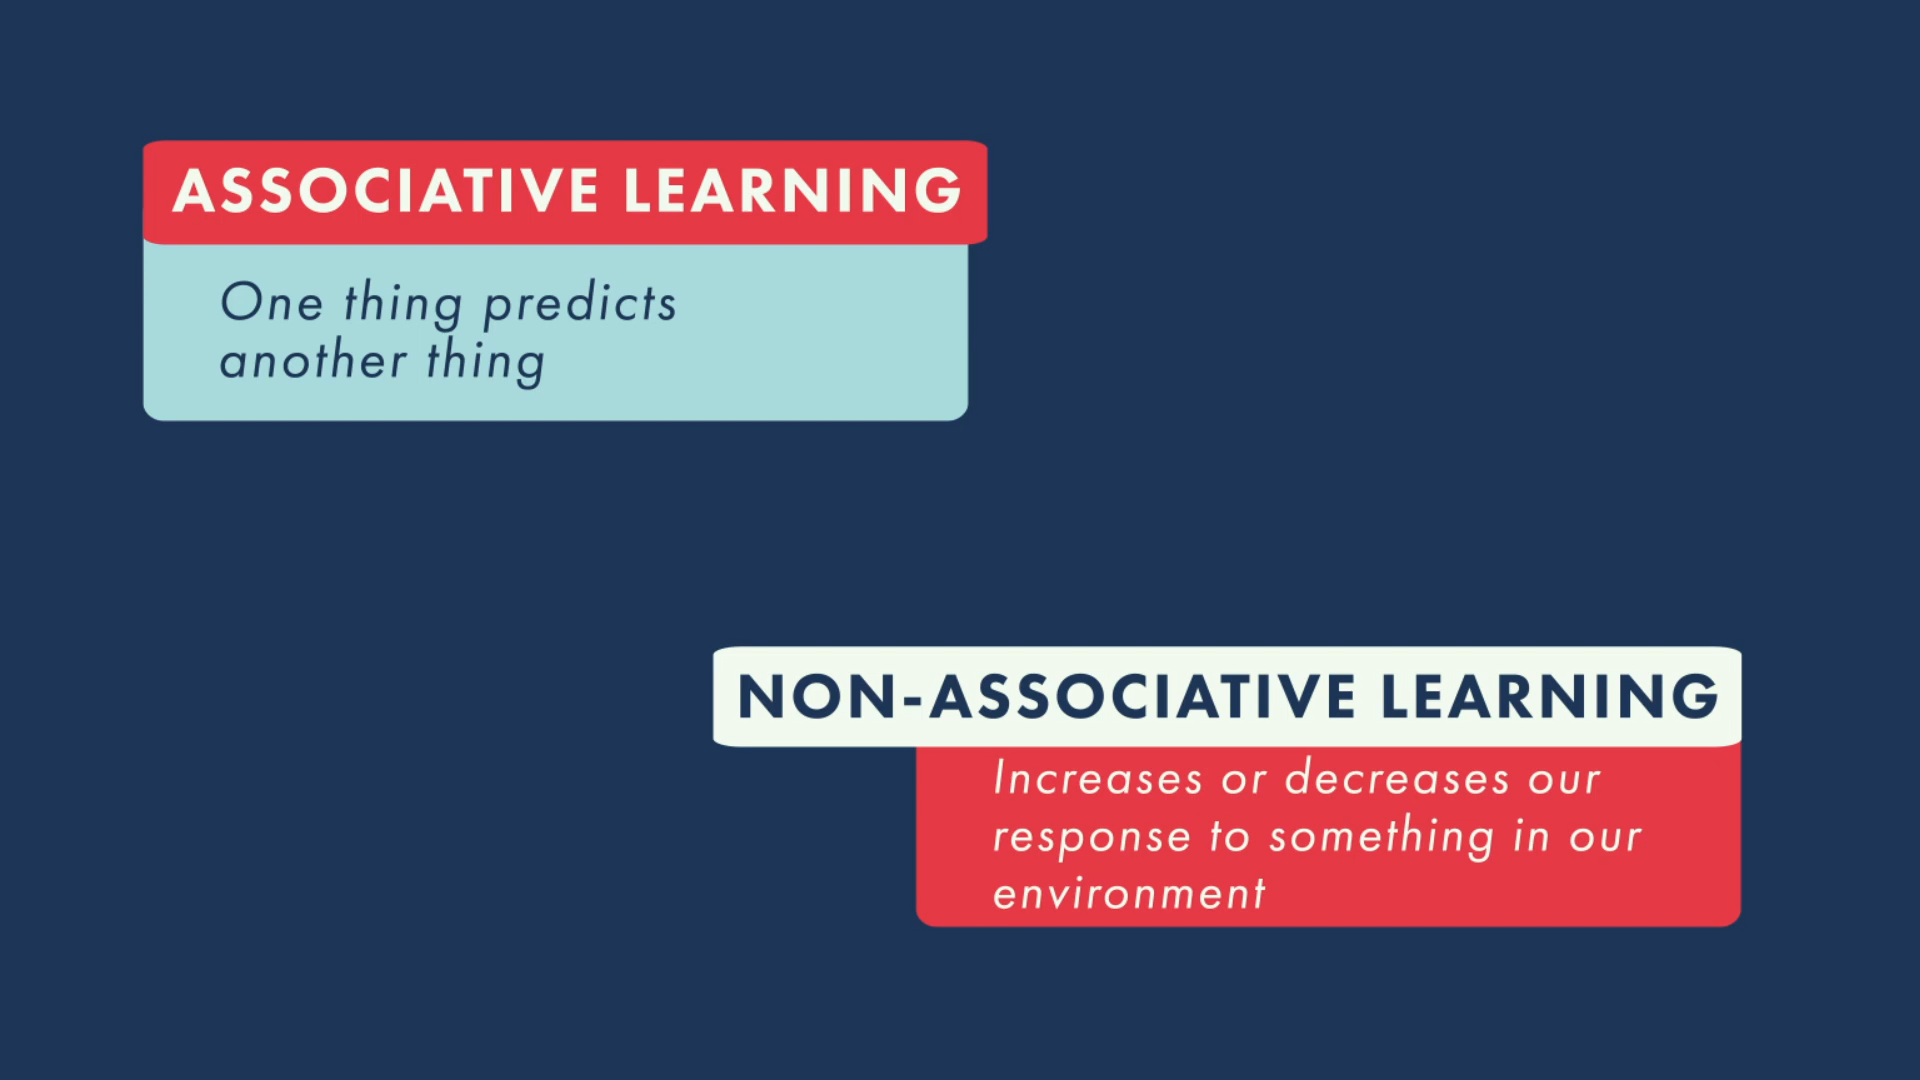 ASSOCIATIVE LEARNING
One thing predicts
another thing
NON-ASSOCIATIVE LEARNING
Increases or decreases our
response to something in our
environment